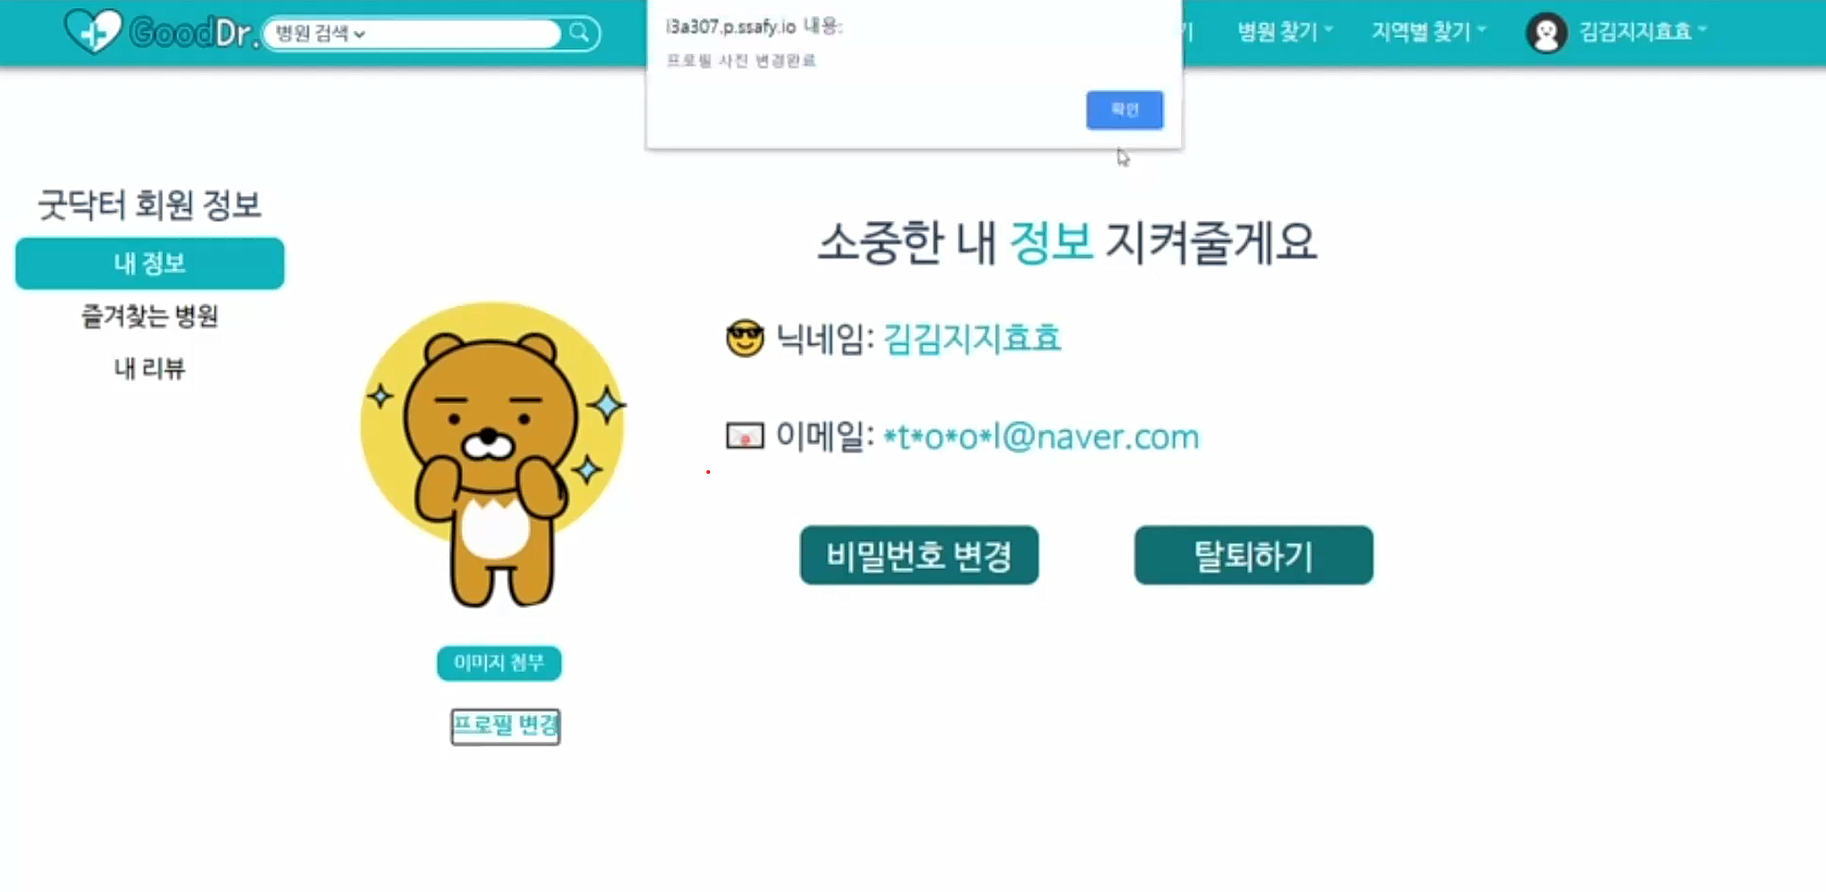 GoodDr.
병원 검색
i3a307.p.ssafy.io 내용:
프로필 사진 변경완료
확인
기
병원 찾기
지역별 찾기
김김지지효효
굿닥터 회원 정보
내 정보
즐겨찾는 병원
내 리뷰
소중한 내 정보 지켜줄게요
닉네임: 김김지지효효
이메일: *t*o*o*l@naver.com
비밀번호 변경
탈퇴하기
이미지 첨부
프로필 변경